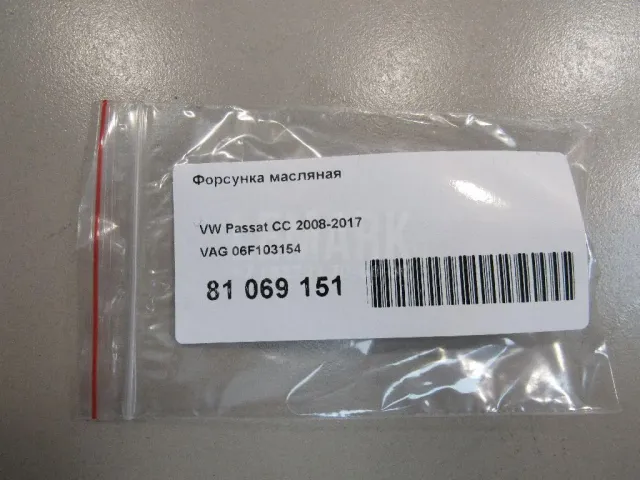 Форсунка масляная
VW Passat CC 2008-2017
VAG 06F103154
81 069 151